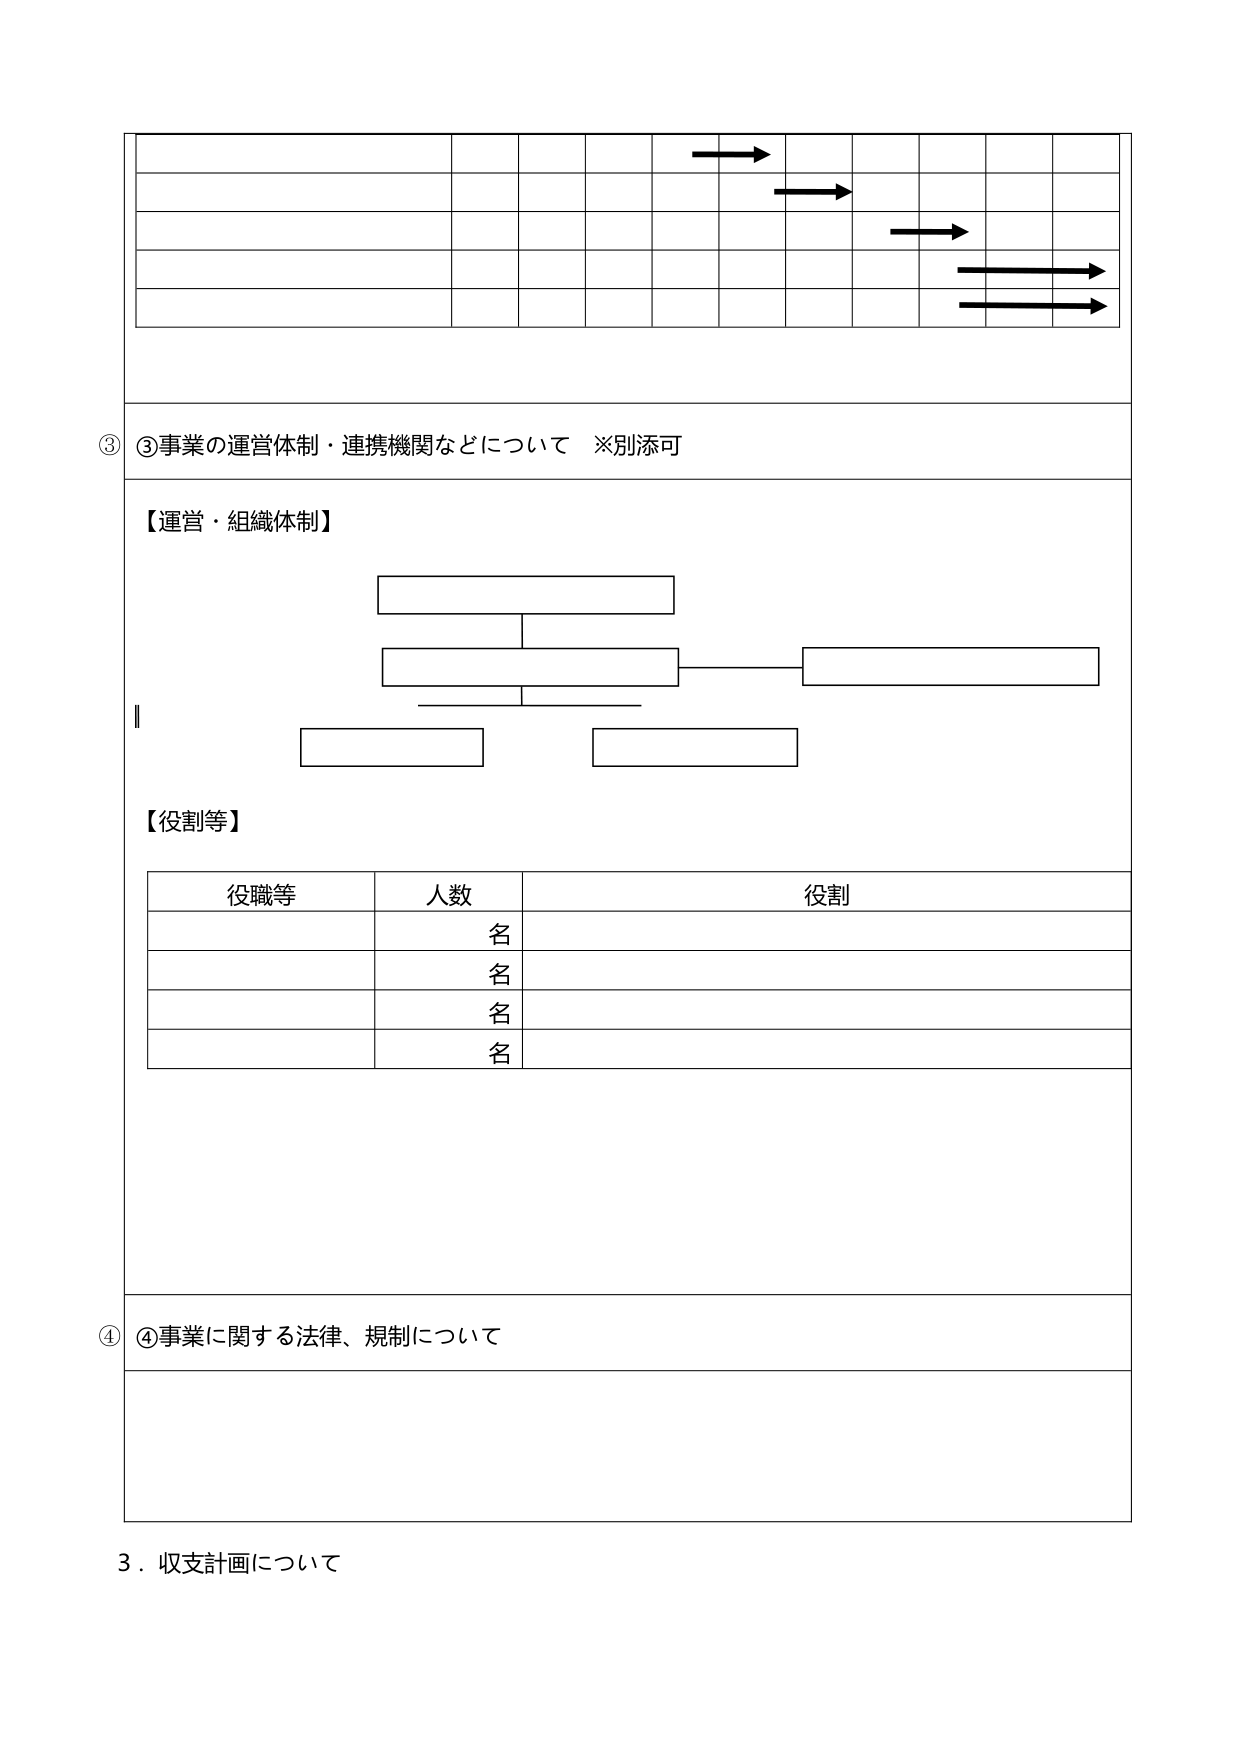 ③ ③事業の運営体制・連携機関などについて　※別添可
【運営・組織体制】
∥
【役割等】
役職等 人数 役割
名
名
名
名
④ ④事業に関する法律、規制について
３．収支計画について